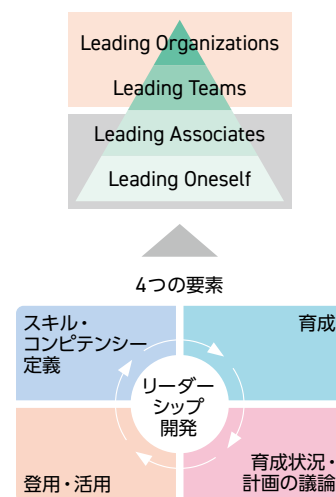 Leading Organizations
Leading Teams
Leading Associates
Leading Oneself
4つの要素
スキル・
コンピテンシー
定義
育成
リーダー
シップ
開発
登用・活用
育成状況・
計画の議論